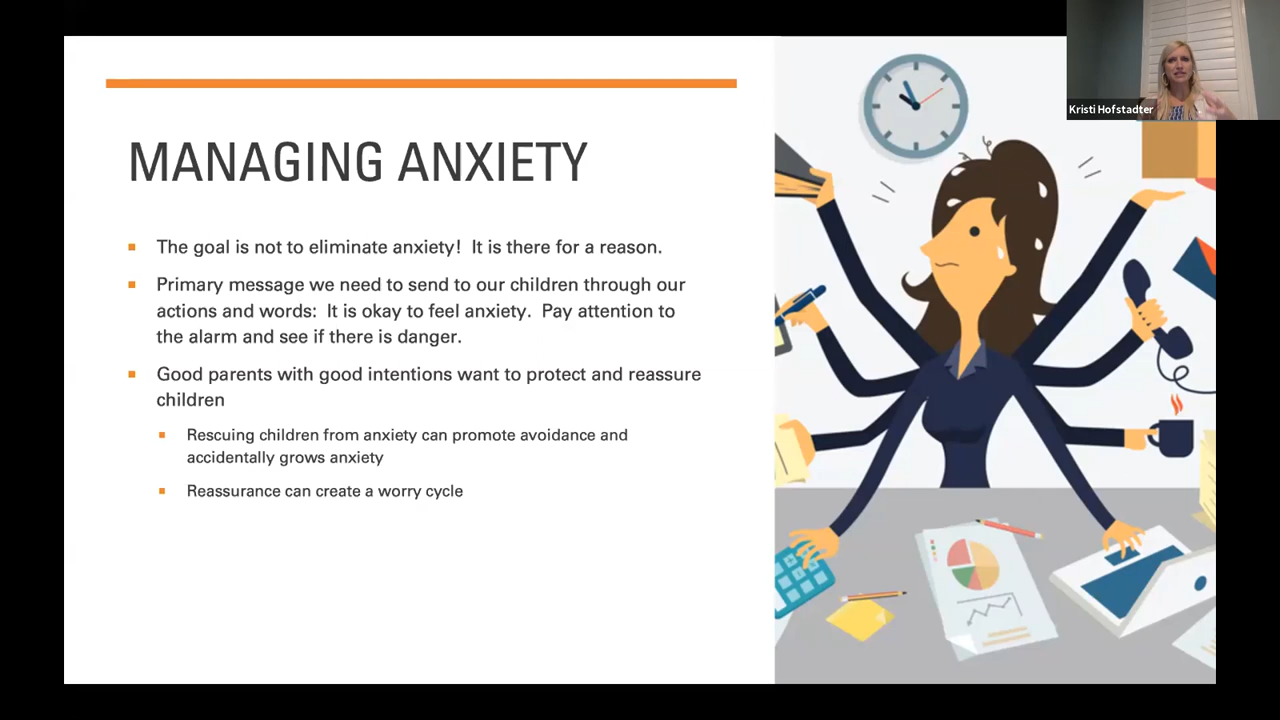 MANAGING ANXIETY
The goal is not to eliminate anxiety!  It is there for a reason.
Primary message we need to send to our children through our
actions and words:  It is okay to feel anxiety.  Pay attention to
the alarm and see if there is danger.
Good parents with good intentions want to protect and reassure
children
Rescuing children from anxiety can promote avoidance and
accidentally grows anxiety
Reassurance can create a worry cycle
Kristi Hofstadter